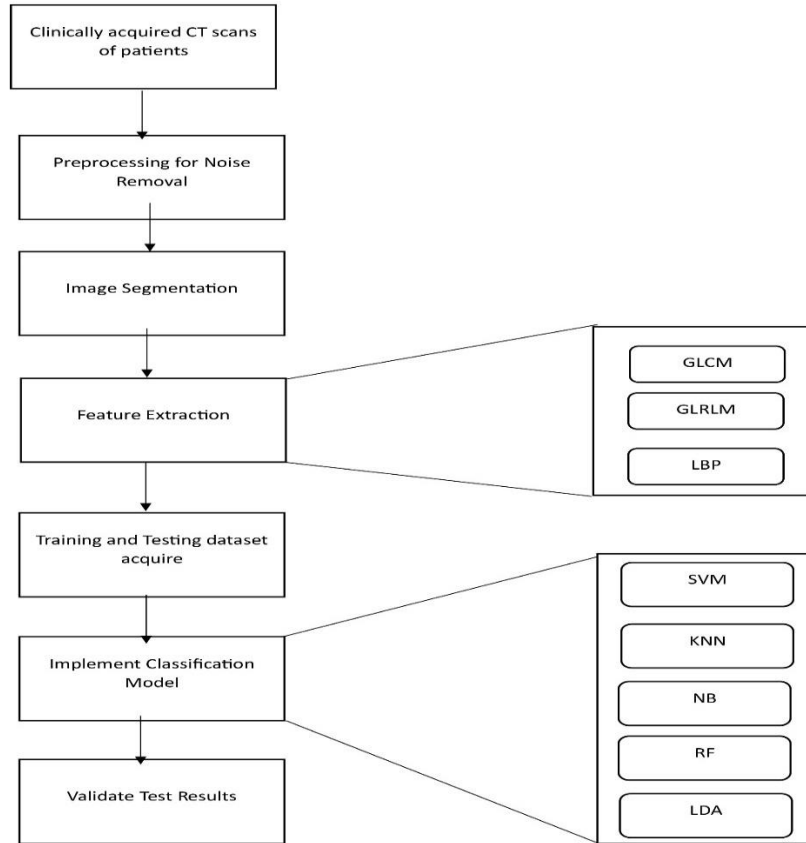 Clinically acquired CT scans
of patients
Preprocessing for Noise
Removal
Image Segmentation
Feature Extraction
GLCM
GLRLM
LBP
Training and Testing dataset
acquire
Implement Classification
Model
SVM
KNN
NB
RF
LDA
Validate Test Results